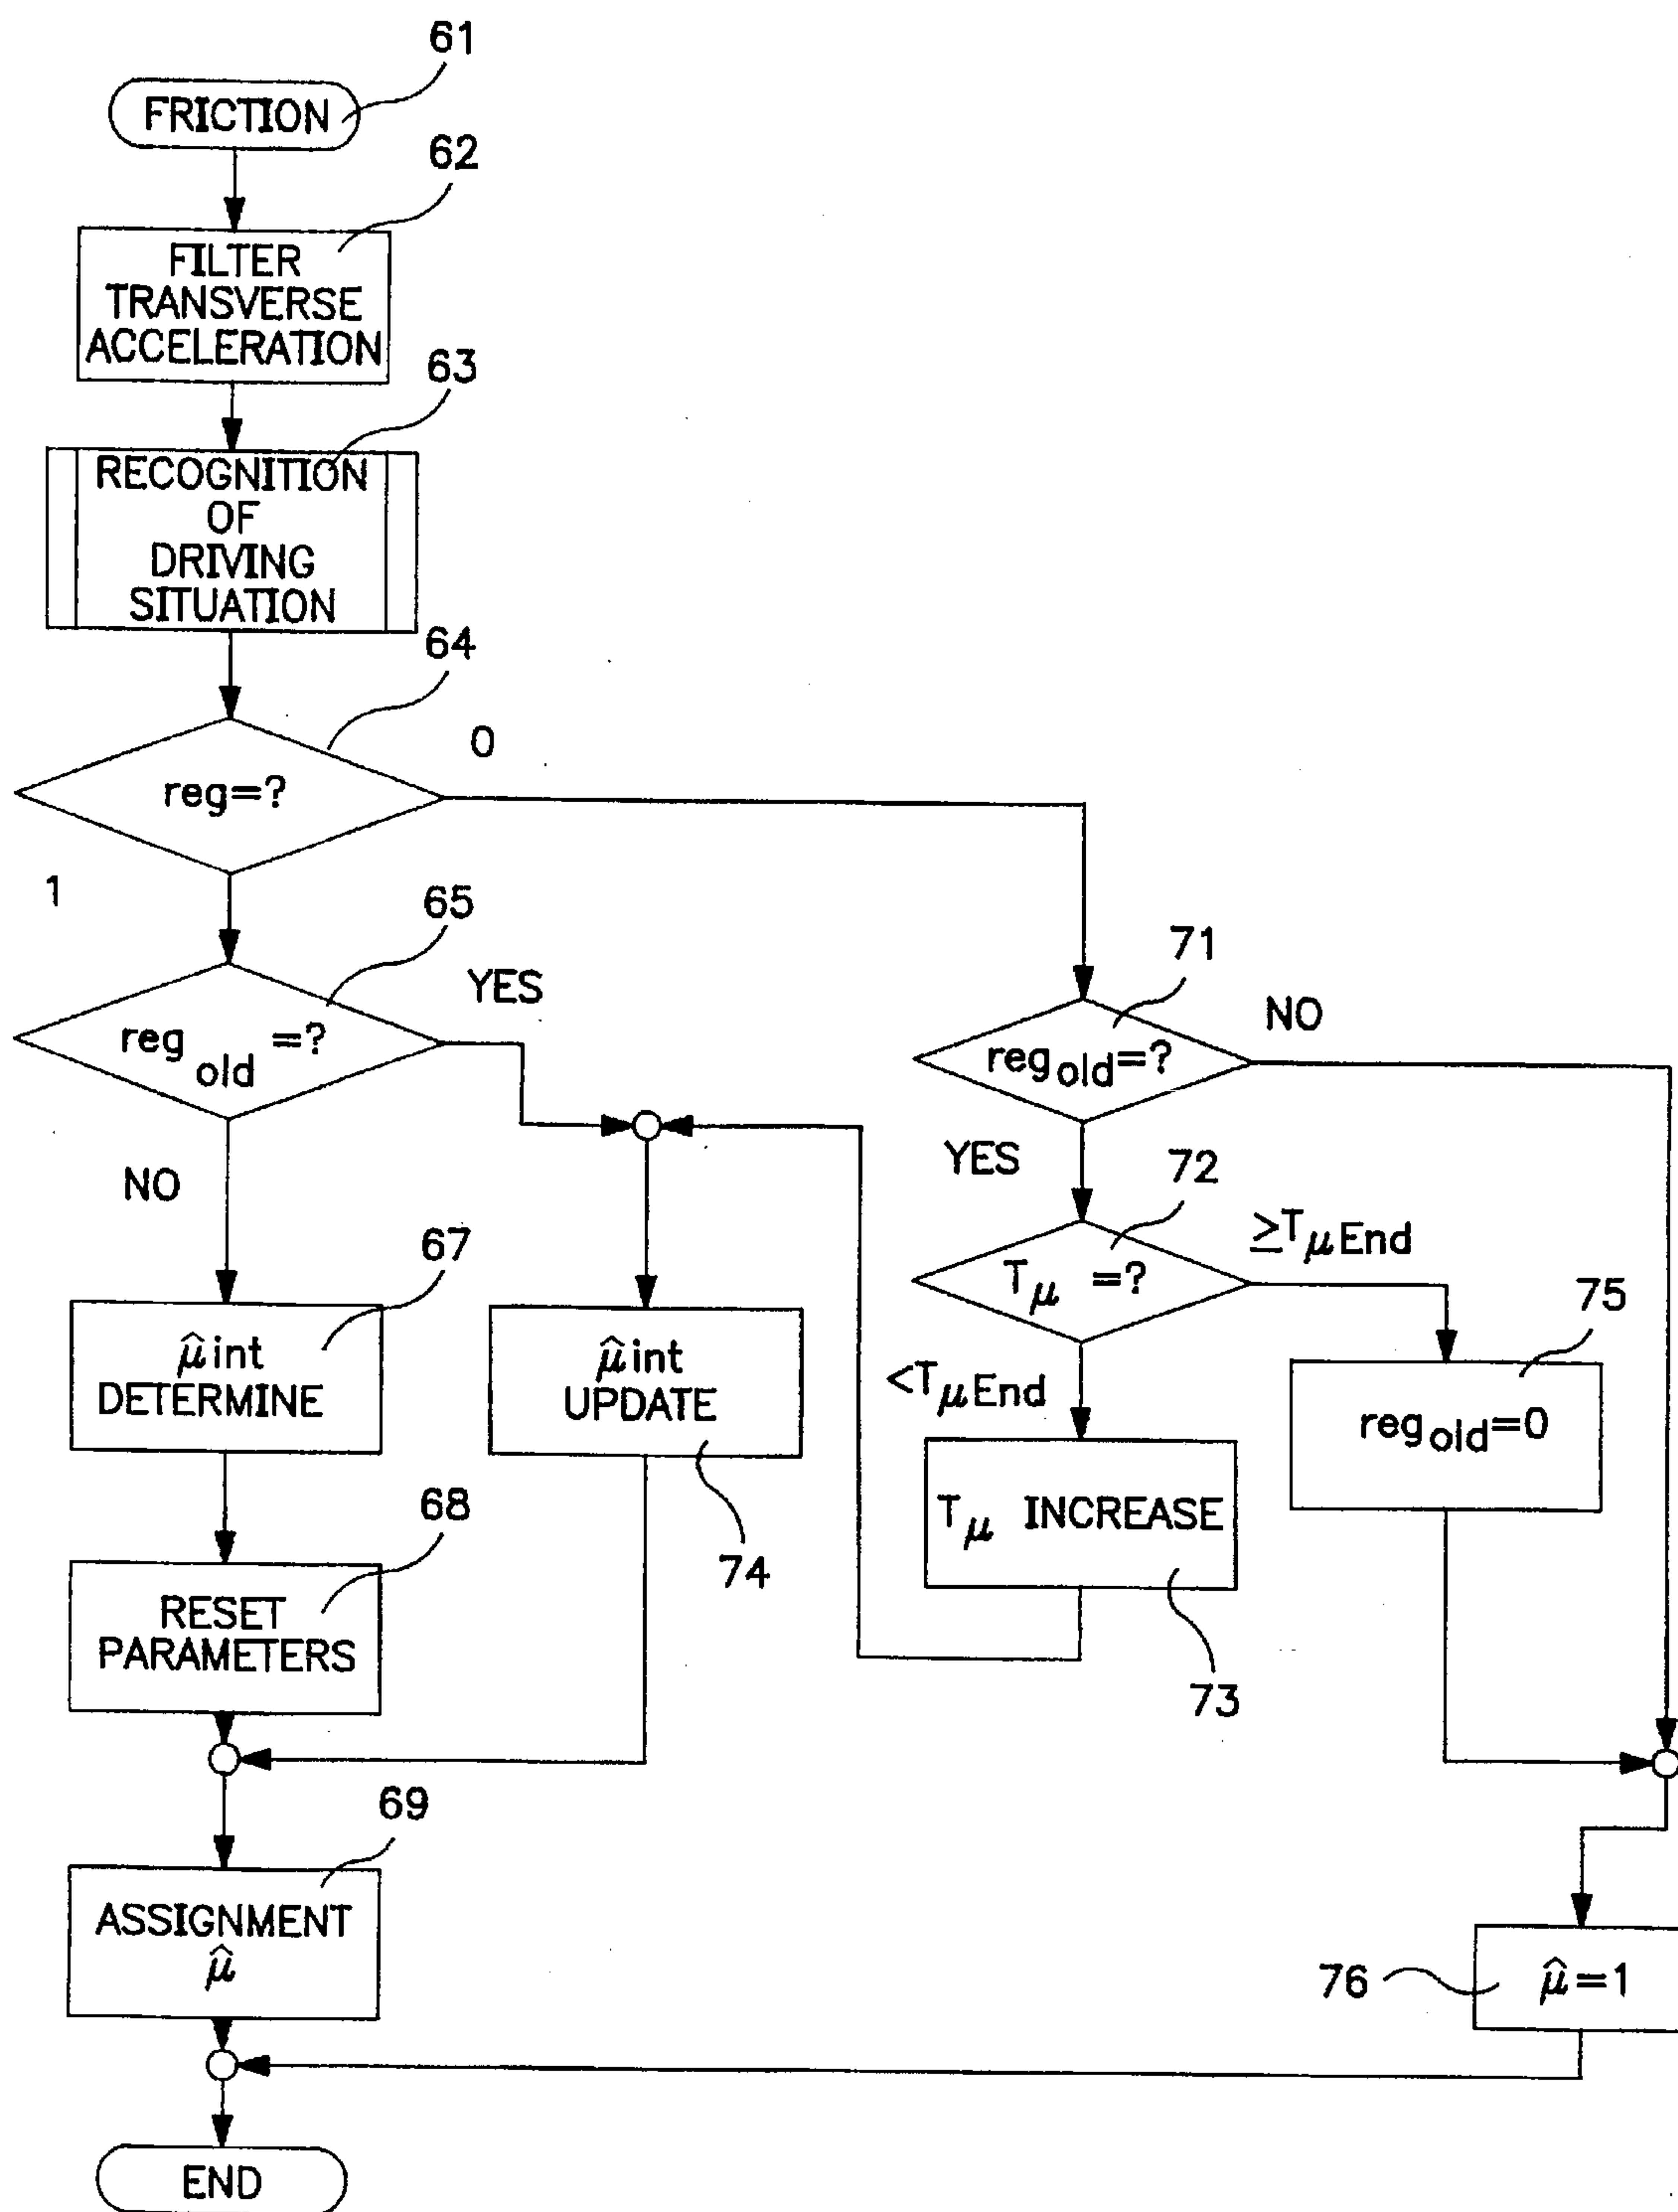 61
FRICTION
62
FILTER
TRANSVERSE
ACCELERATION
63
RECOGNITION
OF
DRIVING
SITUATION
64
0
reg=?
1
65
YES
reg old =?
NO
71
NO
reg old=?
YES
72
≥TμEnd
Tμ =?
<TμEnd
75
reg old=0
67
μ̂int
DETERMINE
μ̂int
UPDATE
74
Tμ INCREASE
73
68
RESET
PARAMETERS
69
ASSIGNMENT
μ̂
76
μ̂=1
END